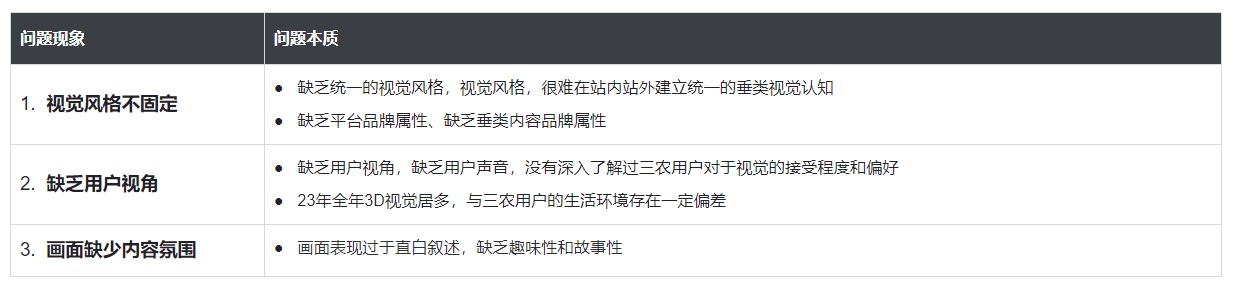 问题现象
问题本质
1. 视觉风格不固定
● 缺乏统一的视觉风格，视觉风格，很难在站内站外建立统一的垂类视觉认知
● 缺乏平台品牌属性、缺乏垂类内容品牌属性
2. 缺乏用户视角
● 缺乏用户视角，缺乏用户声音，没有深入了解过三农用户对于视觉的接受程度和偏好
● 23年全年3D视觉居多，与三农用户的生活环境存在一定偏差
3. 画面缺少内容氛围
● 画面表现过于直白叙述，缺乏趣味性和故事性